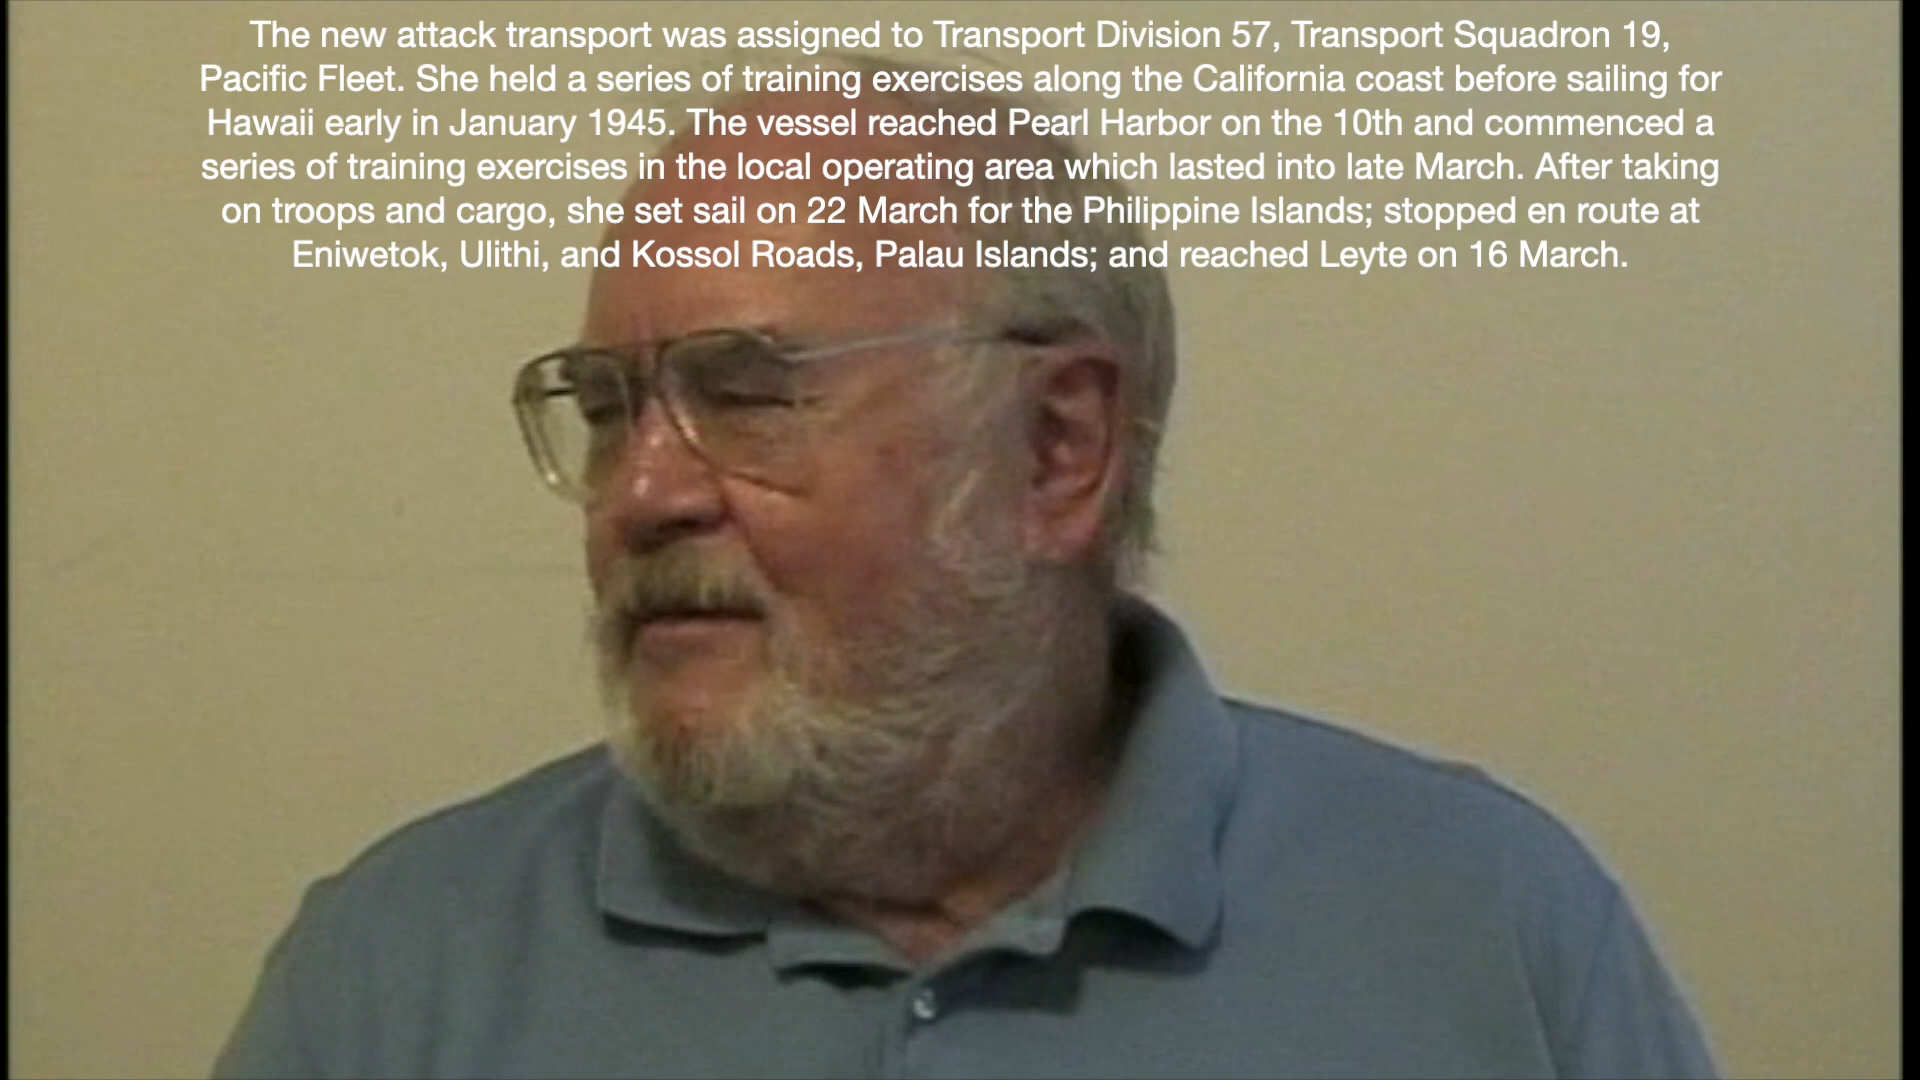 The new attack transport was assigned to Transport Division 57, Transport Squadron 19,
Pacific Fleet. She held a series of training exercises along the California coast before sailing for
Hawaii early in January 1945. The vessel reached Pearl Harbor on the 10th and commenced a
series of training exercises in the local operating area which lasted into late March. After taking
on troops and cargo, she set sail on 22 March for the Philippine Islands; stopped en route at
Eniwetok, Ulithi, and Kossol Roads, Palau Islands; and reached Leyte on 16 March.